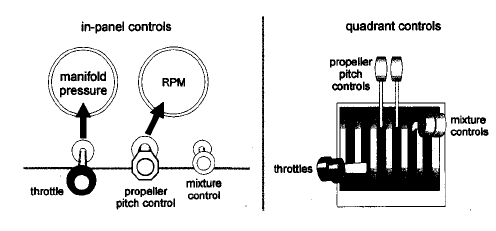 in-panel controls
manifold
pressure
RPM
throttle
propeller
pitch control
mixture
control
quadrant controls
propeller
pitch
controls
mixture
controls
throttles